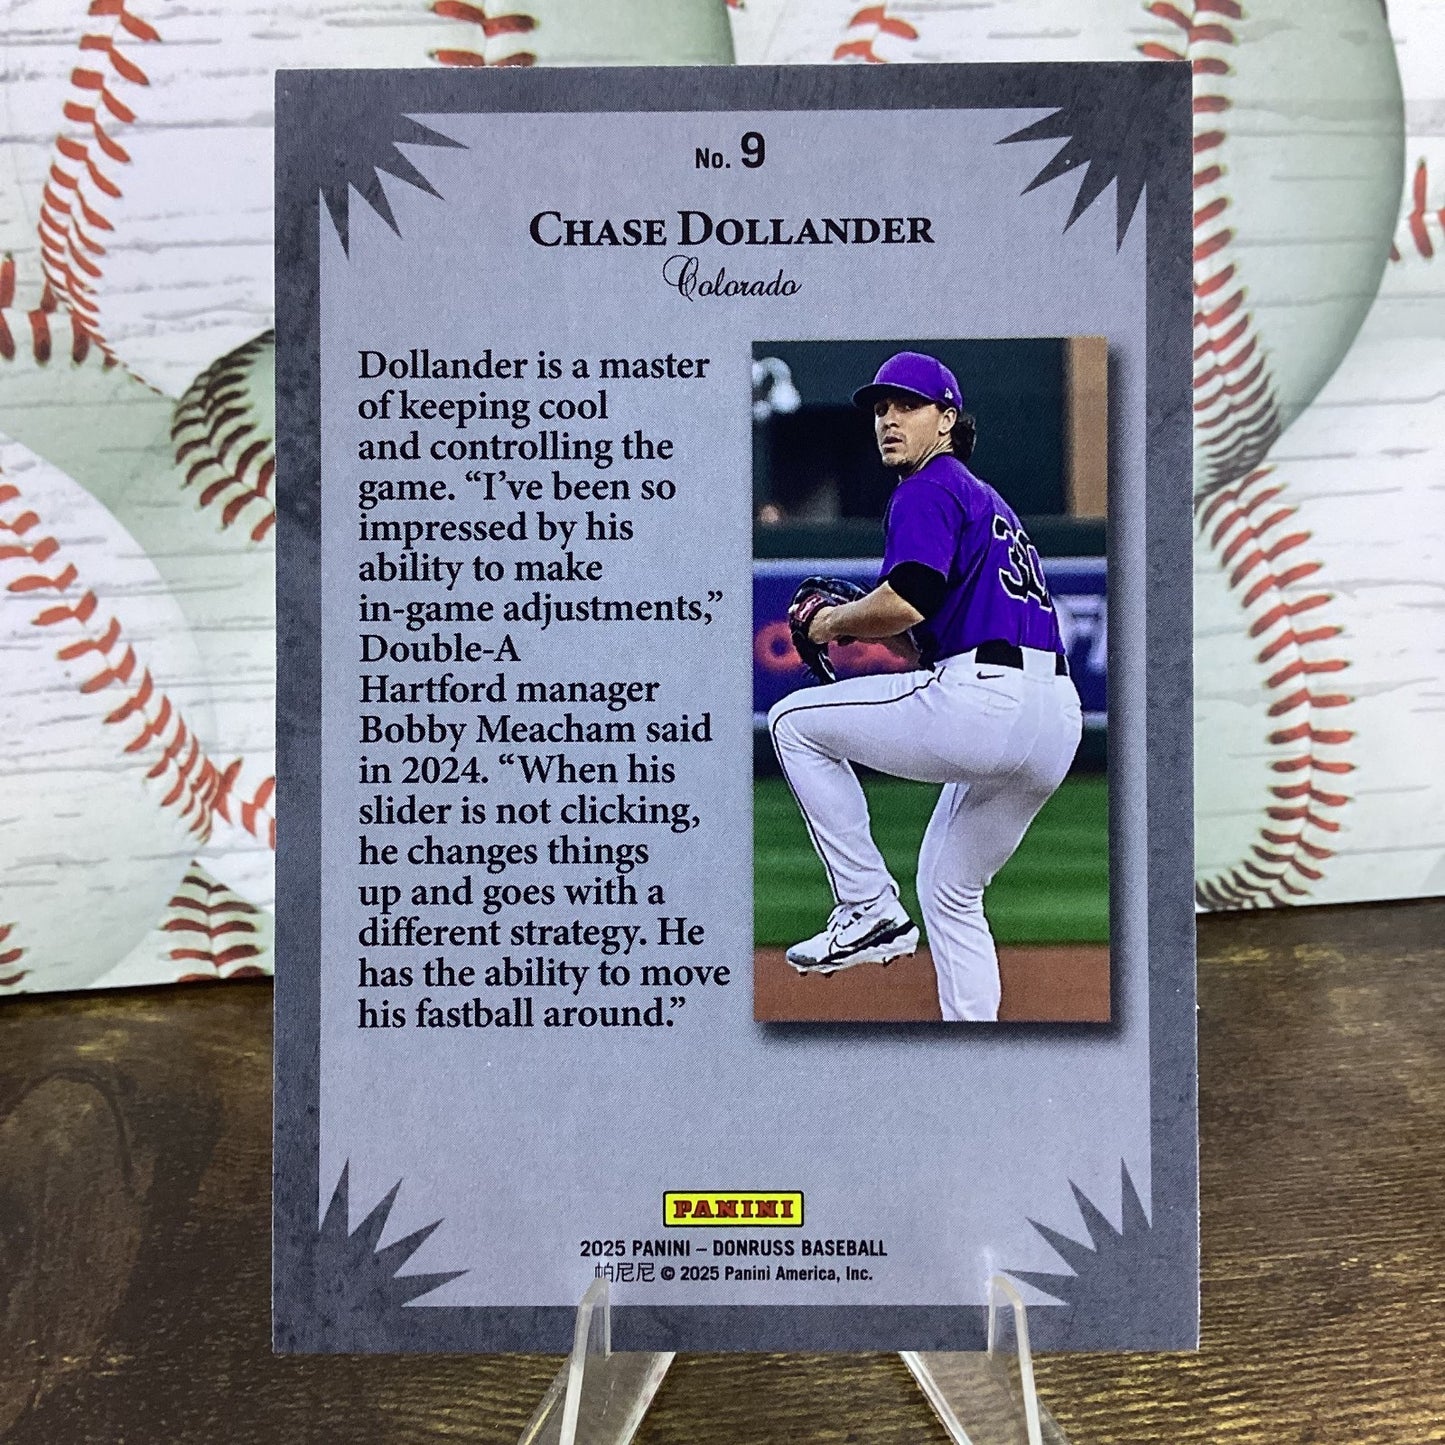 No. 9
Chase Dollander
Colorado
Dollander is a master
of keeping cool
and controlling the
game. “I’ve been so
impressed by his
ability to make
in-game adjustments,”
Double-A
Hartford manager
Bobby Meacham said
in 2024. “When his
slider is not clicking,
he changes things
up and goes with a
different strategy. He
has the ability to move
his fastball around.”
30
PANINI
2025 PANINI – DONRUSS BASEBALL
帕尼尼 © 2025 Panini America, Inc.